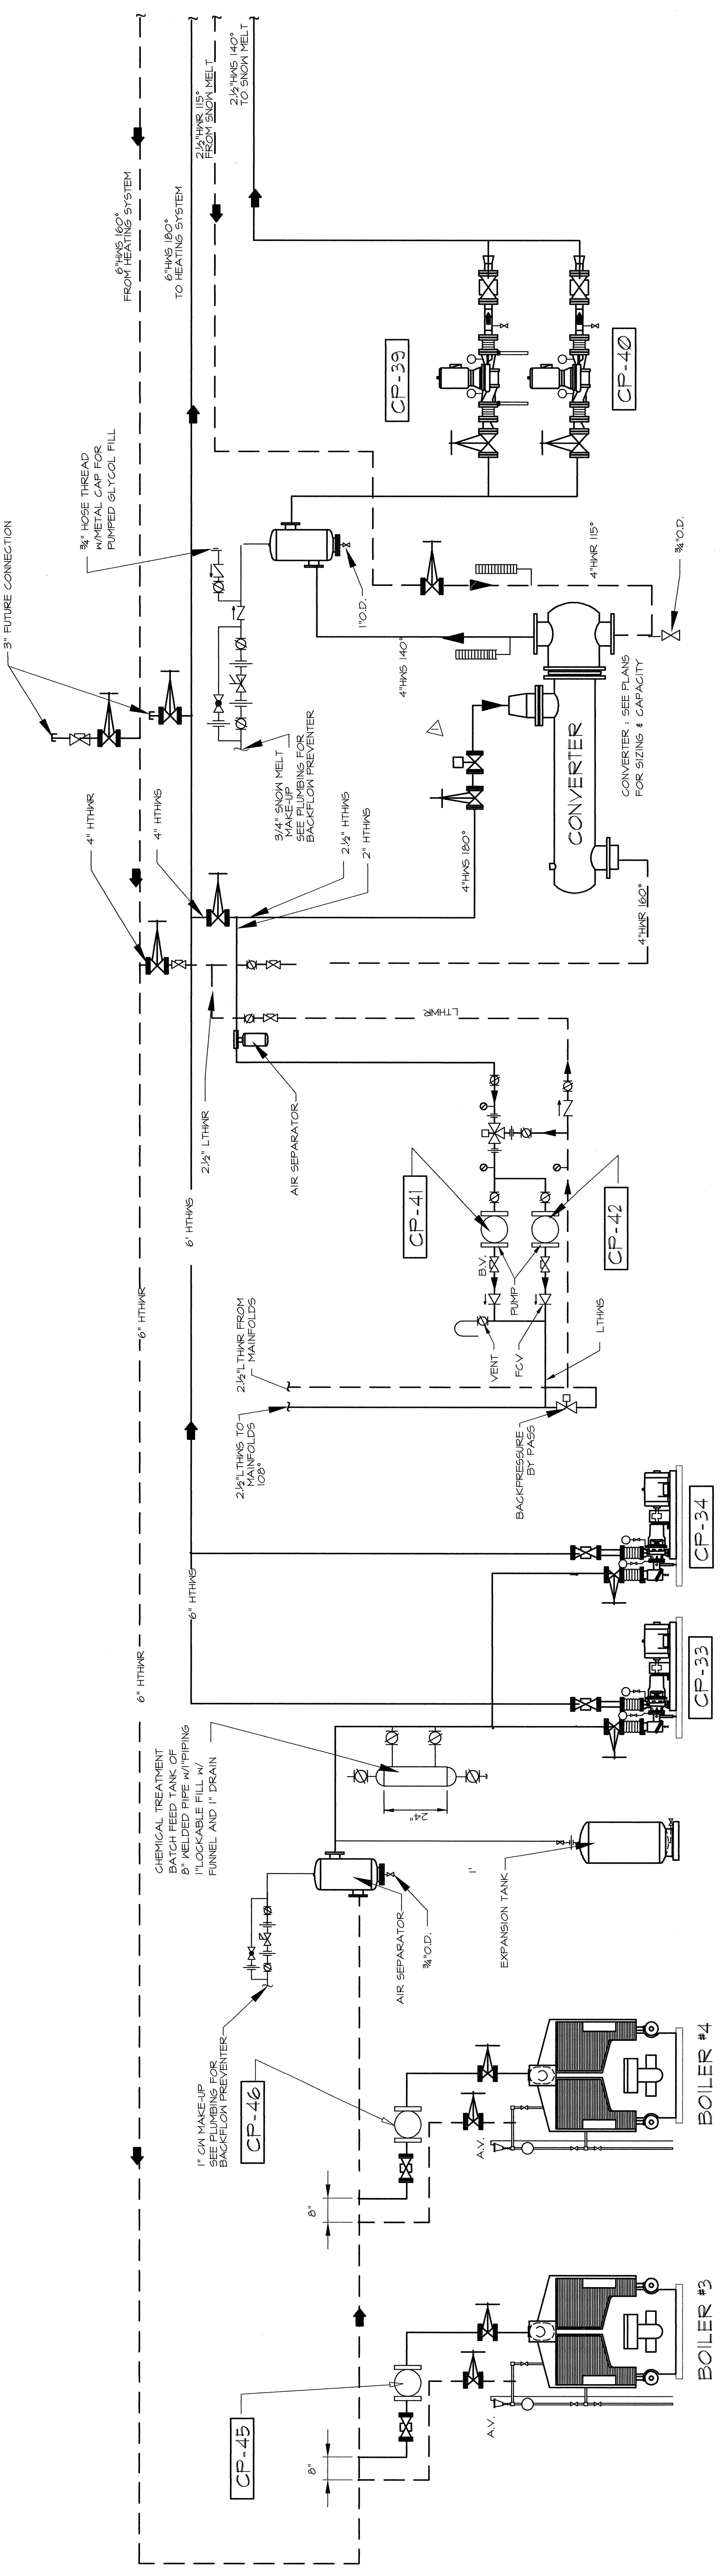 6"HWS 160°
FROM HEATING SYSTEM
6"HWS 180°
TO HEATING SYSTEM
2½"HWR 115°
FROM SNOW MELT
2½"HWS 140°
TO SNOW MELT
CP-39
CP-40
3" FUTURE CONNECTION
¾" HOSE THREAD
W/METAL CAP FOR
PUMPED GLYCOL FILL
1"O.D.
4"HWR 115°
¾"O.D.
4"HWS 140°
CONVERTER
CONVERTER : SEE PLANS
FOR SIZING & CAPACITY
3/4" SNOW MELT
MAKE-UP
SEE PLUMBING FOR
BACKFLOW PREVENTER
1
4" HTHWR
4" HTHWS
2½" HTHWS
2" HTHWS
4"HWS 180°
4"HWR 160°
2½" LTHWR
LTHWR
AIR SEPARATOR
6' HTHWS
6" HTHWR
CP-41
CP-42
B.V.
PUMP
VENT
FCV
LTHWS
2½"LTHWR FROM
MAINFOLDS
2½"LTHWS TO
MAINFOLDS
108°
BACKPRESSURE
BY PASS
6" HTHWS
6" HTHWR
CP-34
CP-33
CHEMICAL TREATMENT
BATCH FEED TANK OF
8" WELDED PIPE W/1"PIPING
1"LOCKABLE FILL W/
FUNNEL AND 1" DRAIN
24"
1'
EXPANSION TANK
AIR SEPARATOR
¾"O.D.
1" CW MAKE-UP
SEE PLUMBING FOR
BACKFLOW PREVENTER
CP-46
8"
A.V.
BOILER #4
CP-45
8"
A.V.
BOILER #3